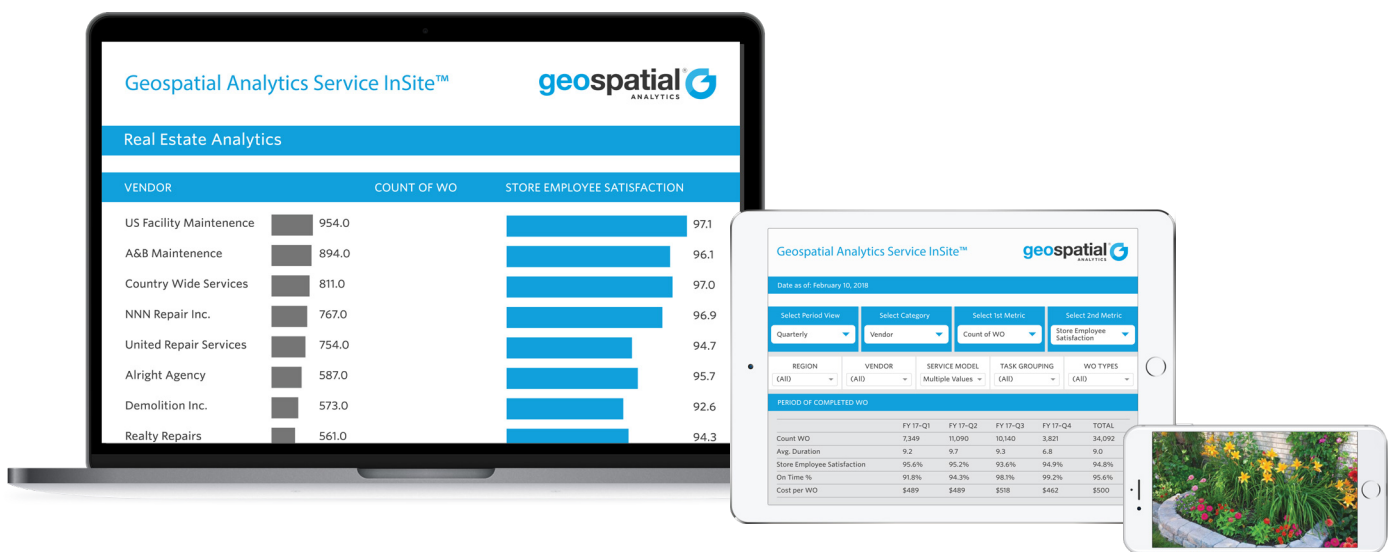 Geospatial Analytics Service InSite™
geospatial
ANALYTICS
Real Estate Analytics
VENDOR COUNT OF WO STORE EMPLOYEE SATISFACTION
US Facility Maintenence 954.0 97.1
A&B Maintenence 894.0 96.1
Country Wide Services 811.0 97.0
NNN Repair Inc. 767.0 96.9
United Repair Services 754.0 94.7
Alright Agency 587.0 95.7
Demolition Inc. 573.0 92.6
Realty Repairs 561.0 94.3
Geospatial Analytics Service InSite™
geospatial
ANALYTICS
Date as of: February 10, 2018
Select Period View Select Category Select 1st Metric Select 2nd Metric
Quarterly Vendor Count of WO Store Employee
Satisfaction
REGION VENDOR SERVICE MODEL TASK GROUPING WO TYPES
(All) (All) Multiple Values (All) (All)
PERIOD OF COMPLETED WO
FY 17-Q1 FY 17-Q2 FY 17-Q3 FY 17-Q4 TOTAL
Count WO 7,349 11,090 10,140 3,821 34,092
Avg. Duration 9.2 9.7 9.3 6.8 9.0
Store Employee Satisfaction 95.6% 95.2% 93.6% 94.9% 94.8%
On Time % 91.8% 94.3% 98.1% 99.2% 95.6%
Cost per WO $489 $489 $518 $462 $500